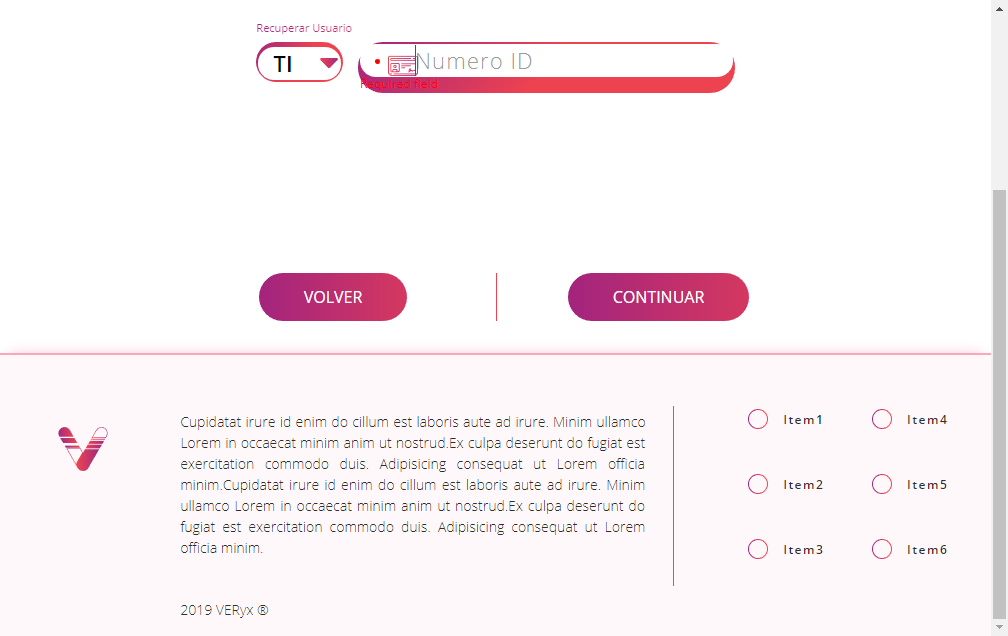 Recuperar Usuario
TI
Numero ID
Required field
VOLVER
CONTINUAR
Cupidatat irure id enim do cillum est laboris aute ad irure. Minim ullamco
Lorem in occaecat minim anim ut nostrud.Ex culpa deserunt do fugiat est
exercitation commodo duis. Adipisicing consequat ut Lorem officia
minim.Cupidatat irure id enim do cillum est laboris aute ad irure. Minim
ullamco Lorem in occaecat minim anim ut nostrud.Ex culpa deserunt do
fugiat est exercitation commodo duis. Adipisicing consequat ut Lorem
officia minim.
2019 VERyx ®
Item1
Item4
Item2
Item5
Item3
Item6